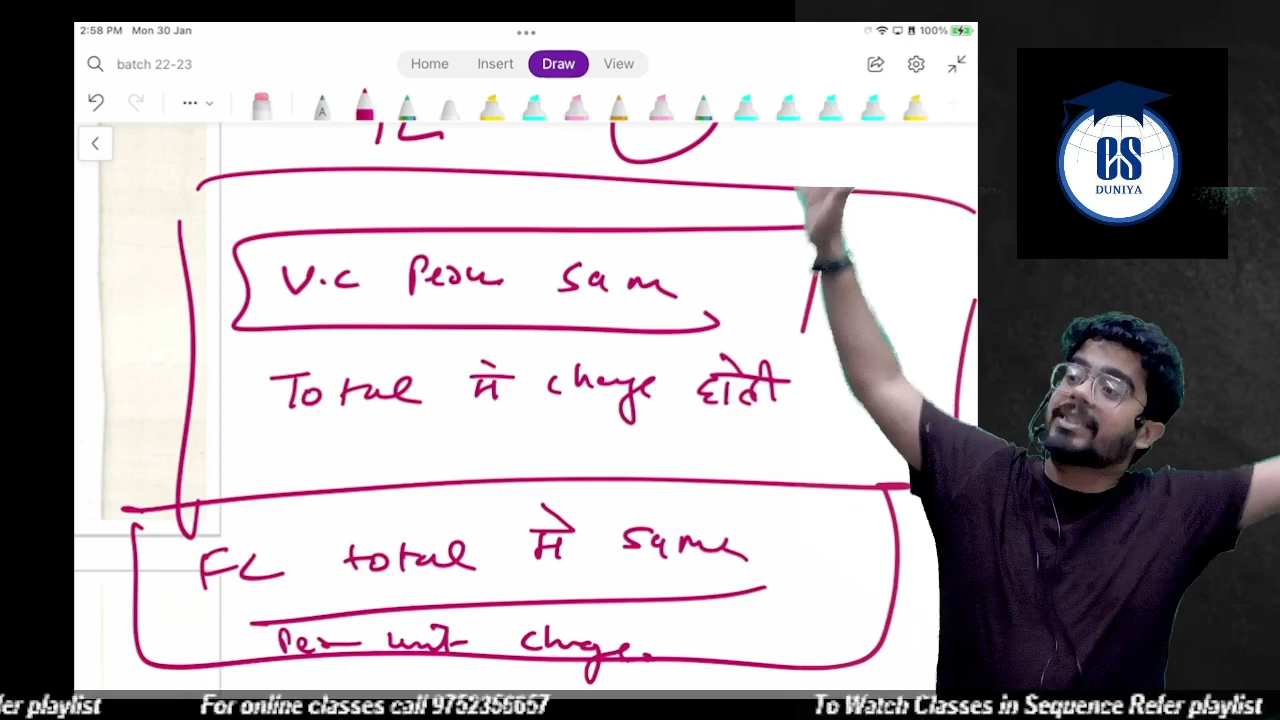 2:58 PM Mon 30 Jan
100%
batch 22-23
Home Insert Draw View
A
CS
DUNIYA
V.C Per Sam
Total में change होती
FC total में same
Per unit change.
er playlist For online classes call 9752356657 To Watch Classes in Sequence Refer playlist